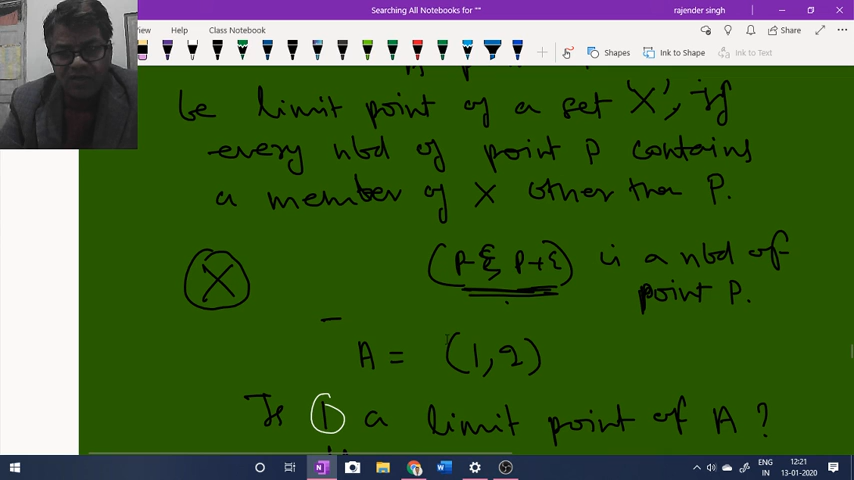 Searching All Notebooks for ""
rajender singh
View Help Class Notebook
Share
Shapes Ink to Shape Ink to Text
be limit point of a set 'X', if
every nbd of point P contains
a member of X other than P.
X
(P-ξ, P+ξ) is a nbd of
point P.
A = (1, 2)
Is 1 a limit point of A?
ENG
IN
12:21
13-01-2020